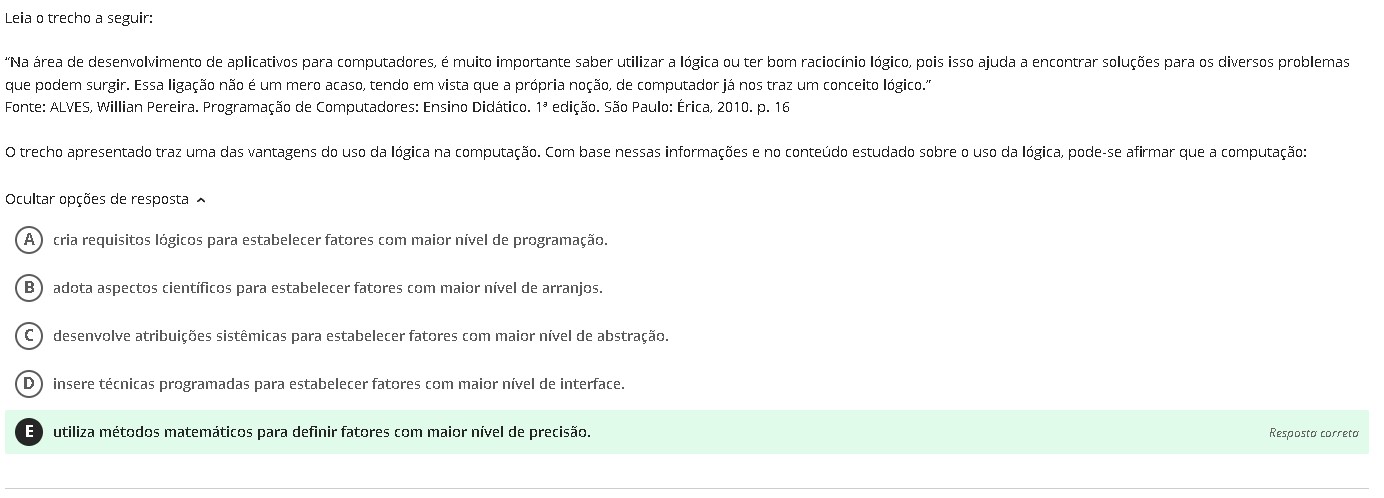 Leia o trecho a seguir:
“Na área de desenvolvimento de aplicativos para computadores, é muito importante saber utilizar a lógica ou ter bom raciocínio lógico, pois isso ajuda a encontrar soluções para os diversos problemas
que podem surgir. Essa ligação não é um mero acaso, tendo em vista que a própria noção, de computador já nos traz um conceito lógico.”
Fonte: ALVES, Willian Pereira. Programação de Computadores: Ensino Didático. 1ª edição. São Paulo: Érica, 2010. p. 16
O trecho apresentado traz uma das vantagens do uso da lógica na computação. Com base nessas informações e no conteúdo estudado sobre o uso da lógica, pode-se afirmar que a computação:
Ocultar opções de resposta
A cria requisitos lógicos para estabelecer fatores com maior nível de programação.
B adota aspectos científicos para estabelecer fatores com maior nível de arranjos.
C desenvolve atribuições sistêmicas para estabelecer fatores com maior nível de abstração.
D insere técnicas programadas para estabelecer fatores com maior nível de interface.
E utiliza métodos matemáticos para definir fatores com maior nível de precisão. Resposta correta